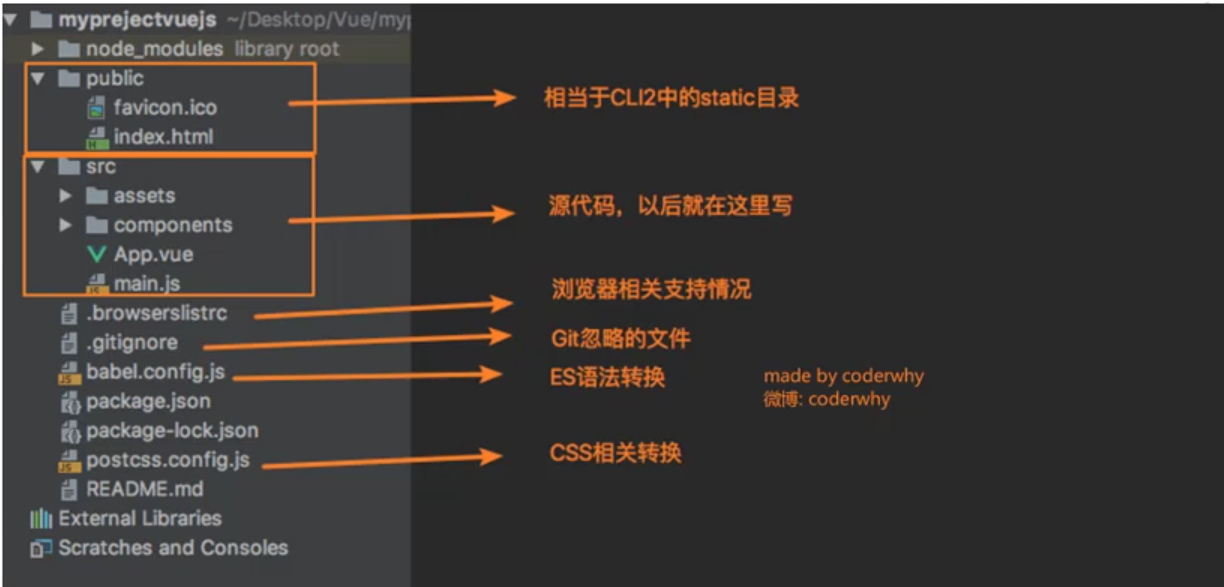 myprejectvuejs ~/Desktop/Vue/myp
node_modules library root
public
favicon.ico
index.html
相当于CLI2中的static目录
src
assets
components
App.vue
main.js
源代码，以后就在这里写
.browserslistrc
浏览器相关支持情况
.gitignore
Git忽略的文件
babel.config.js
ES语法转换
made by coderwhy
微博: coderwhy
package.json
package-lock.json
postcss.config.js
CSS相关转换
README.md
External Libraries
Scratches and Consoles